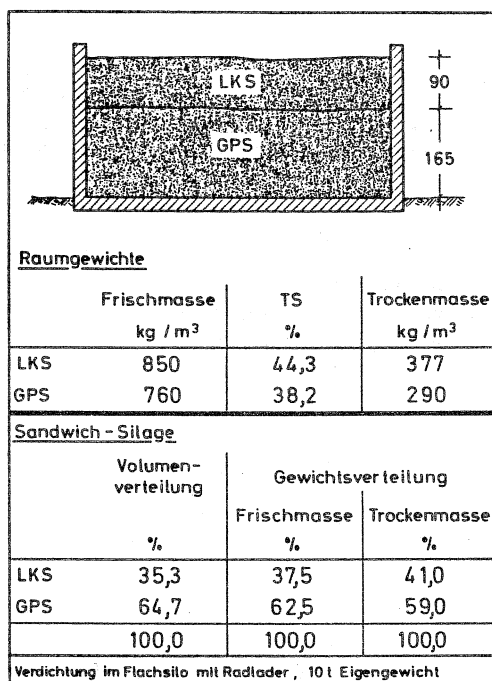 LKS
90
GPS
165
Raumgewichte
Frischmasse TS Trockenmasse
kg / m³ % kg / m³
LKS 850 44,3 377
GPS 760 38,2 290
Sandwich - Silage
Volumen-
verteilung Gewichtsverteilung
Frischmasse Trockenmasse
% % %
LKS 35,3 37,5 41,0
GPS 64,7 62,5 59,0
100,0 100,0 100,0
Verdichtung im Flachsilo mit Radlader , 10 t Eigengewicht